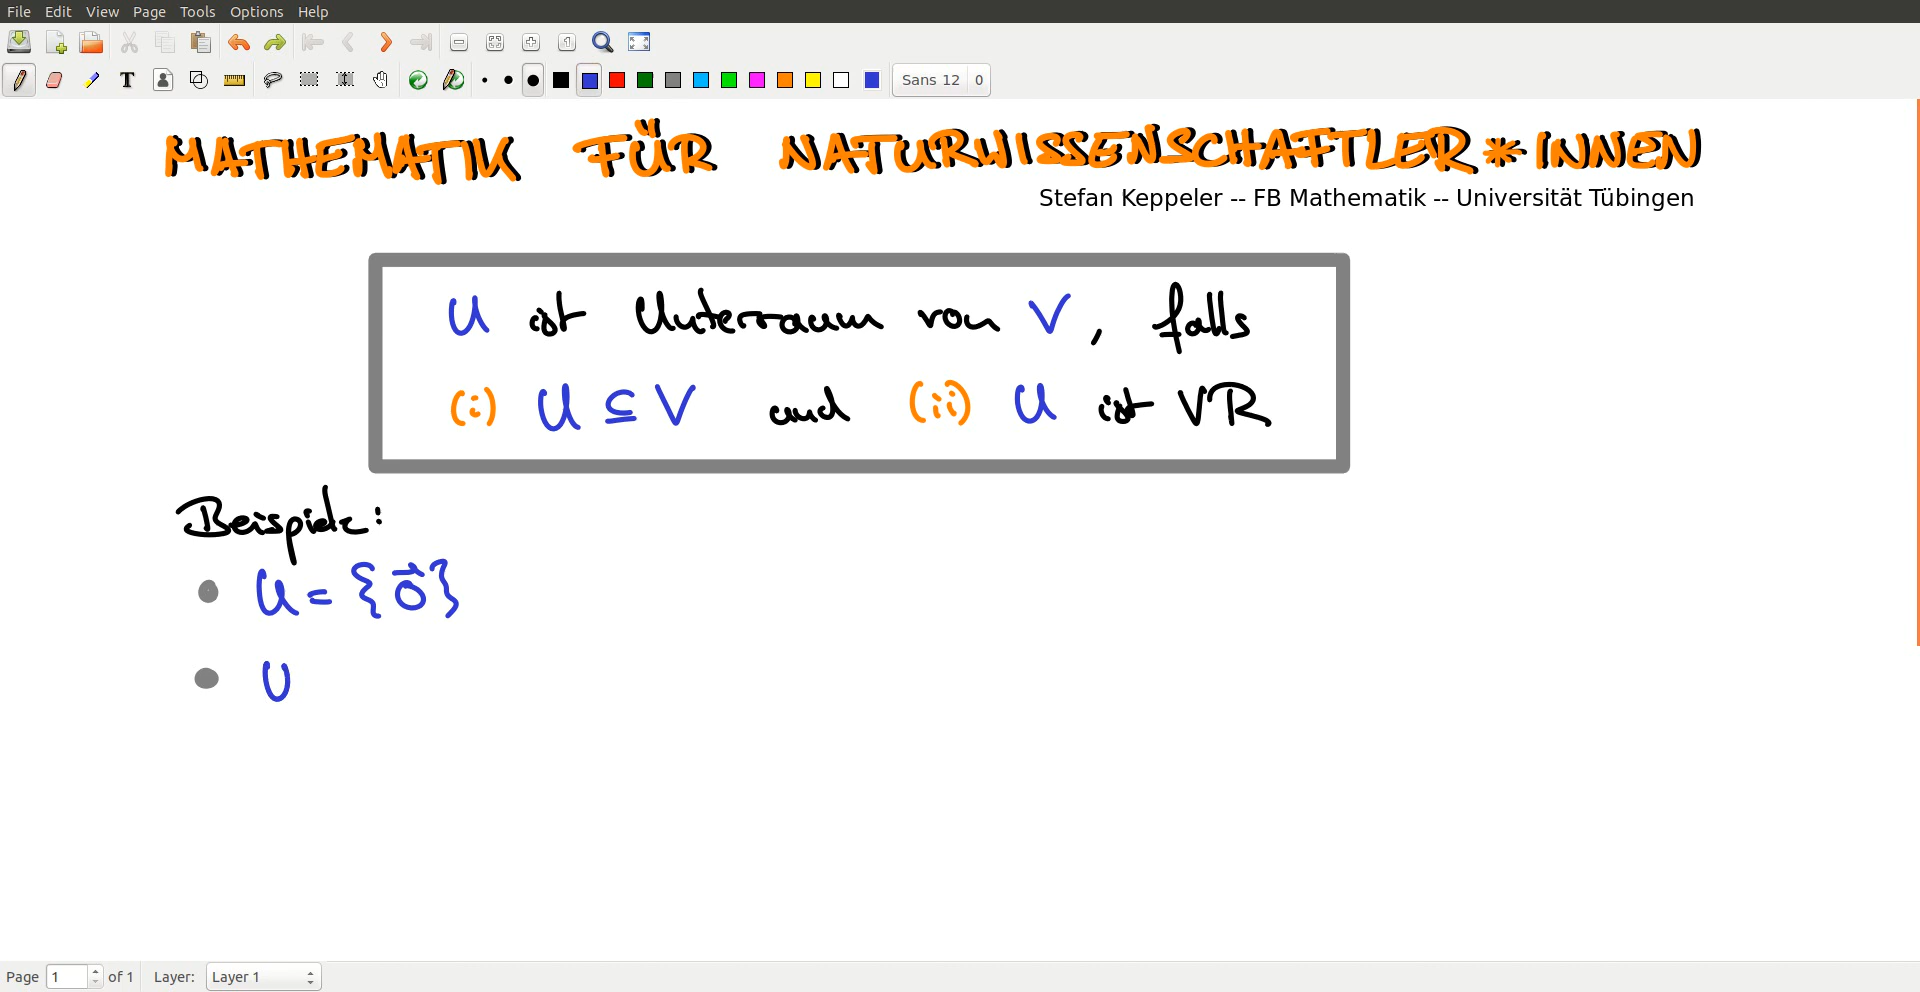 File Edit View Page Tools Options Help
Sans 12 0
MATHEMATIK FÜR NATURWISSENSCHAFTLER*INNEN
Stefan Keppeler -- FB Mathematik -- Universität Tübingen
U ist Unterraum von V, falls
(i) U ⊆ V und (ii) U ist VR
Beispiele:
• U = {0⃗}
• U
Page 1 of 1 Layer: Layer 1